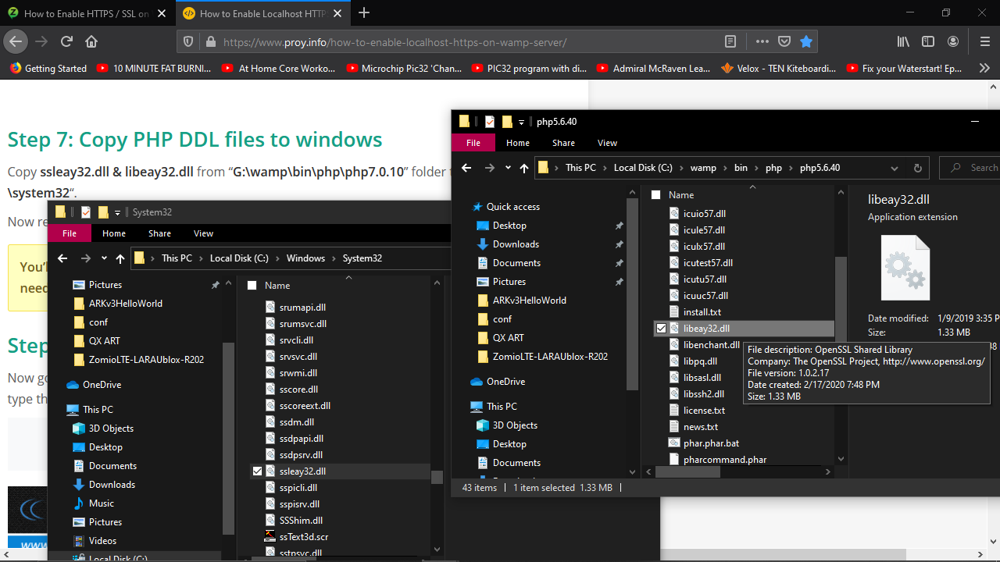 How to Enable HTTPS / SSL on
How to Enable Localhost HTTPS
https://www.proy.info/how-to-enable-localhost-https-on-wamp-server/
Getting Started
10 MINUTE FAT BURNI...
At Home Core Worko...
Microchip Pic32 'Chan...
PIC32 program with di...
Admiral McRaven Lea...
Velox - TEN Kiteboardi...
Fix your Waterstart! Ep...
Step 7: Copy PHP DDL files to windows
Copy ssleay32.dll & libeay32.dll from “G:\wamp\bin\php\php7.0.10” folder
\system32“.
Now re
You’l
need
Step
Now go
type th
www
System32
File
Home
Share
View
This PC
Local Disk (C:)
Windows
System32
Pictures
ARKv3HelloWorld
conf
QX ART
ZomioLTE-LARAUblox-R202
OneDrive
This PC
3D Objects
Desktop
Documents
Downloads
Music
Pictures
Videos
Local Disk (C:)
Name
srumapi.dll
srumsvc.dll
srvcli.dll
srvsvc.dll
srwmi.dll
sscore.dll
sscoreext.dll
ssdm.dll
ssdpapi.dll
ssdpsrv.dll
ssleay32.dll
sspicli.dll
sspisrv.dll
SSShim.dll
ssText3d.scr
sstpsvc.dll
php5.6.40
File
Home
Share
View
This PC
Local Disk (C:)
wamp
bin
php
php5.6.40
Search
Quick access
Desktop
Downloads
Documents
Pictures
ARKv3HelloWorld
conf
QX ART
ZomioLTE-LARAUblox-R202
OneDrive
This PC
3D Objects
Desktop
Documents
Name
icuio57.dll
icule57.dll
iculx57.dll
icutest57.dll
icutu57.dll
icuuc57.dll
install.txt
libeay32.dll
libenchant.dll
libpq.dll
libsasl.dll
libssh2.dll
license.txt
news.txt
phar.phar.bat
pharcommand.phar
libeay32.dll
Application extension
Date modified: 1/9/2019 3:35 P
Size: 1.33 MB
File description: OpenSSL Shared Library
Company: The OpenSSL Project, http://www.openssl.org/
File version: 1.0.2.17
Date created: 2/17/2020 7:48 PM
Size: 1.33 MB
43 items
1 item selected 1.33 MB